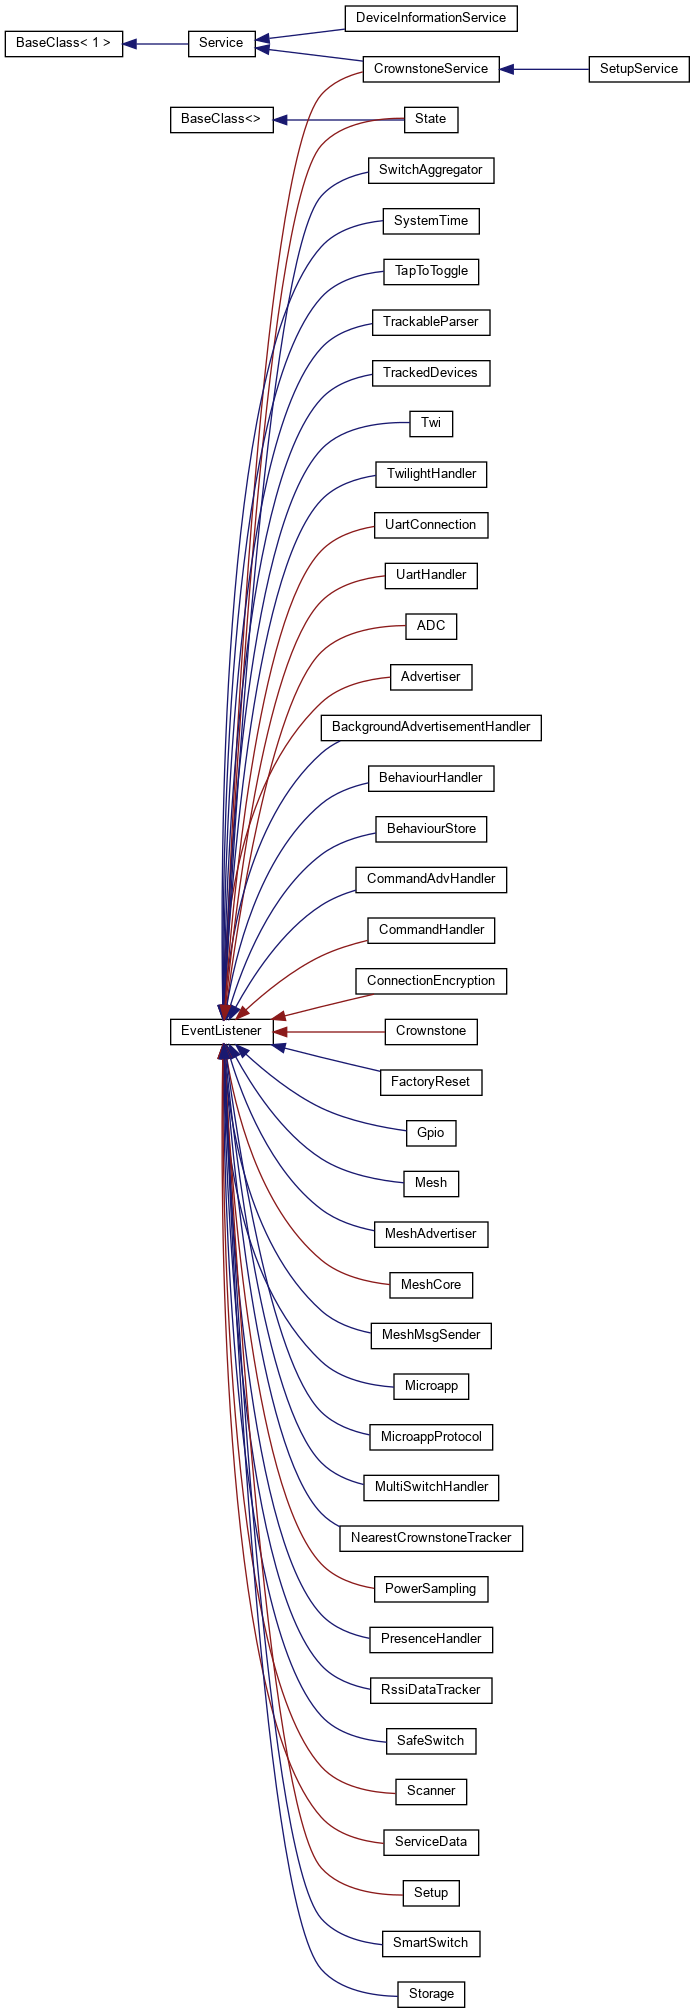 DeviceInformationService
BaseClass< 1 >
Service
CrownstoneService
SetupService
BaseClass<>
State
SwitchAggregator
SystemTime
TapToToggle
TrackableParser
TrackedDevices
Twi
TwilightHandler
UartConnection
UartHandler
ADC
Advertiser
BackgroundAdvertisementHandler
BehaviourHandler
BehaviourStore
CommandAdvHandler
CommandHandler
ConnectionEncryption
EventListener
Crownstone
FactoryReset
Gpio
Mesh
MeshAdvertiser
MeshCore
MeshMsgSender
Microapp
MicroappProtocol
MultiSwitchHandler
NearestCrownstoneTracker
PowerSampling
PresenceHandler
RssiDataTracker
SafeSwitch
Scanner
ServiceData
Setup
SmartSwitch
Storage